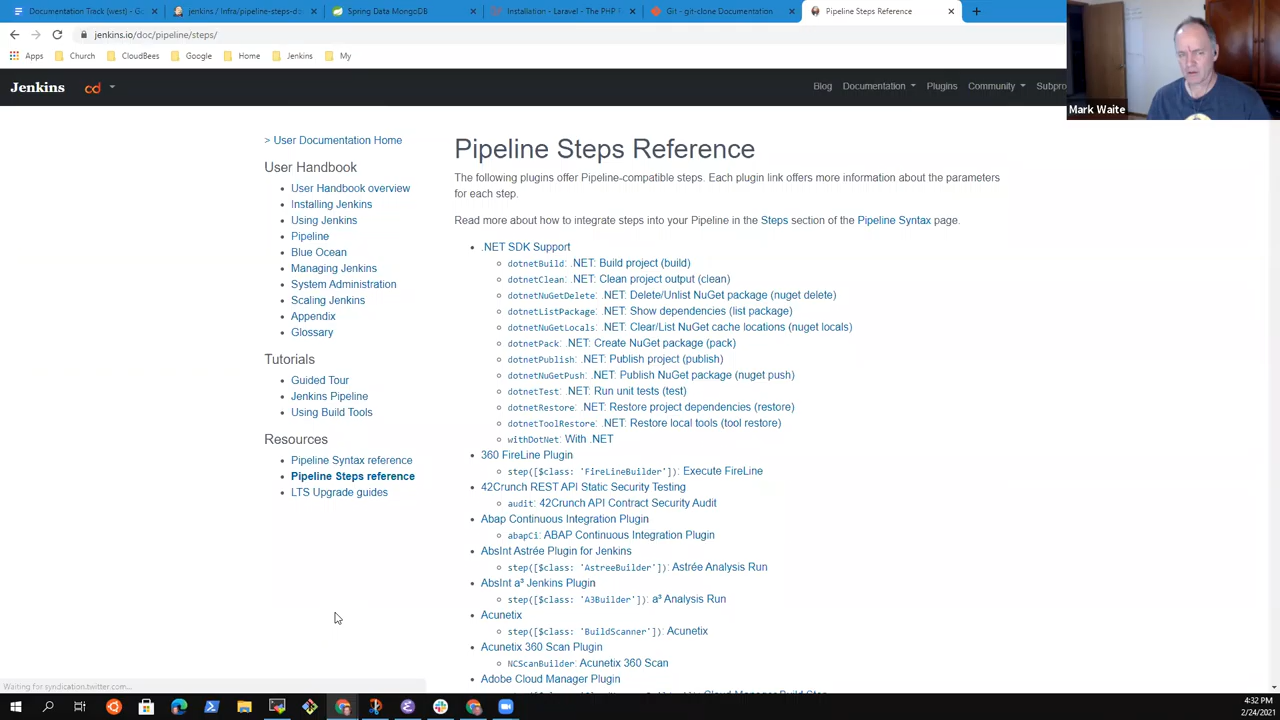 Documentation Track (west) - G
jenkins / Infra/pipeline-steps-do
Spring Data MongoDB
Installation - Laravel - The PHP
Git - git-clone Documentation
Pipeline Steps Reference
jenkins.io/doc/pipeline/steps/
Apps
Church
CloudBees
Google
Home
Jenkins
My
Jenkins
cd
Blog
Documentation
Plugins
Community
Subpro
Mark Waite
> User Documentation Home
User Handbook
User Handbook overview
Installing Jenkins
Using Jenkins
Pipeline
Blue Ocean
Managing Jenkins
System Administration
Scaling Jenkins
Appendix
Glossary
Tutorials
Guided Tour
Jenkins Pipeline
Using Build Tools
Resources
Pipeline Syntax reference
Pipeline Steps reference
LTS Upgrade guides
Pipeline Steps Reference
The following plugins offer Pipeline-compatible steps. Each plugin link offers more information about the parameters
for each step.
Read more about how to integrate steps into your Pipeline in the Steps section of the Pipeline Syntax page.
.NET SDK Support
dotnetBuild: .NET: Build project (build)
dotnetClean: .NET: Clean project output (clean)
dotnetNuGetDelete: .NET: Delete/Unlist NuGet package (nuget delete)
dotnetListPackage: .NET: Show dependencies (list package)
dotnetNuGetLocals: .NET: Clear/List NuGet cache locations (nuget locals)
dotnetPack: .NET: Create NuGet package (pack)
dotnetPublish: .NET: Publish project (publish)
dotnetNuGetPush: .NET: Publish NuGet package (nuget push)
dotnetTest: .NET: Run unit tests (test)
dotnetRestore: .NET: Restore project dependencies (restore)
dotnetToolRestore: .NET: Restore local tools (tool restore)
withDotNet: With .NET
360 FireLine Plugin
step([$class: 'FireLineBuilder']): Execute FireLine
42Crunch REST API Static Security Testing
audit: 42Crunch API Contract Security Audit
Abap Continuous Integration Plugin
abapCi: ABAP Continuous Integration Plugin
AbsInt Astrée Plugin for Jenkins
step([$class: 'AstreeBuilder']): Astrée Analysis Run
AbsInt a³ Jenkins Plugin
step([$class: 'A3Builder']): a³ Analysis Run
Acunetix
step([$class: 'BuildScanner']): Acunetix
Acunetix 360 Scan Plugin
NCScanBuilder: Acunetix 360 Scan
Adobe Cloud Manager Plugin
Waiting for syndication.twitter.com...
4:32 PM
2/24/2021